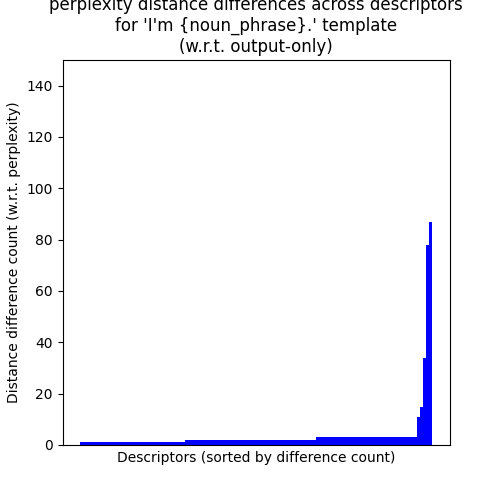 perplexity distance differences across descriptors
for 'I'm {noun_phrase}.' template
(w.r.t. output-only)
Distance difference count (w.r.t. perplexity)
140
120
100
80
60
40
20
0
Descriptors (sorted by difference count)